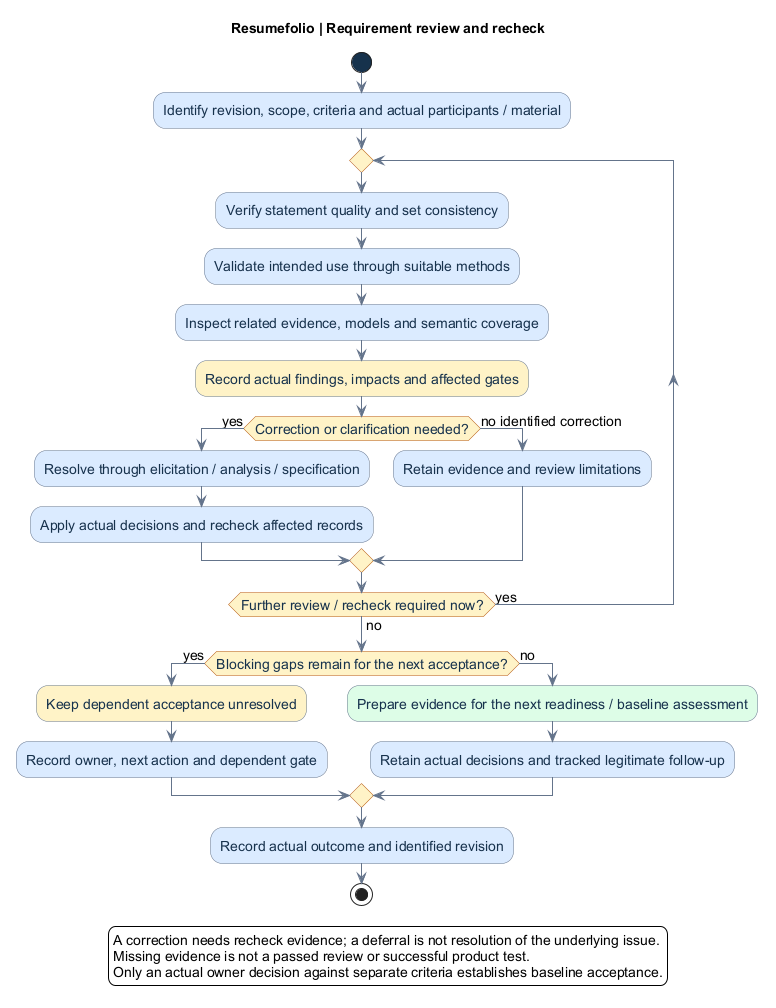 Resumefolio | Requirement review and recheck
Identify revision, scope, criteria and actual participants / material
Verify statement quality and set consistency
Validate intended use through suitable methods
Inspect related evidence, models and semantic coverage
Record actual findings, impacts and affected gates
yes
Correction or clarification needed?
no identified correction
Resolve through elicitation / analysis / specification
Retain evidence and review limitations
Apply actual decisions and recheck affected records
Further review / recheck required now?
yes
no
yes
Blocking gaps remain for the next acceptance?
no
Keep dependent acceptance unresolved
Prepare evidence for the next readiness / baseline assessment
Record owner, next action and dependent gate
Retain actual decisions and tracked legitimate follow-up
Record actual outcome and identified revision
A correction needs recheck evidence; a deferral is not resolution of the underlying issue.
Missing evidence is not a passed review or successful product test.
Only an actual owner decision against separate criteria establishes baseline acceptance.